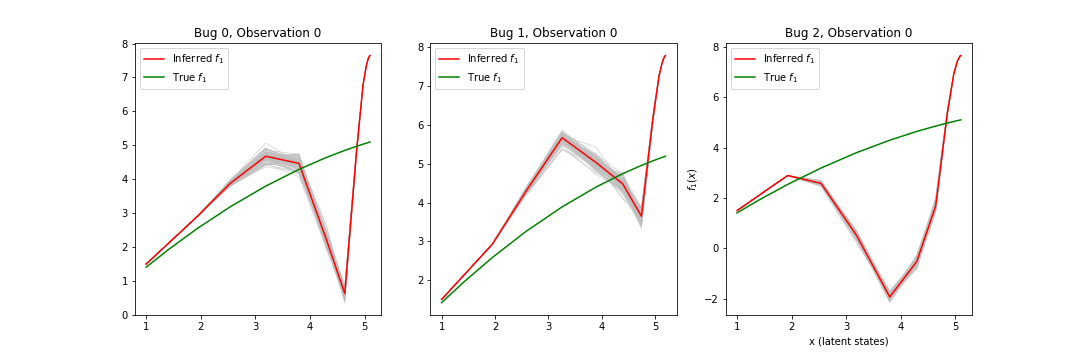 Bug 0, Observation 0
Inferred f₁
True f₁
8
7
6
5
4
3
2
1
0
1 2 3 4 5
Bug 1, Observation 0
Inferred f₁
True f₁
8
7
6
5
4
3
2
1 2 3 4 5
Bug 2, Observation 0
Inferred f₁
True f₁
f₁(x)
8
6
4
2
0
−2
1 2 3 4 5
x (latent states)